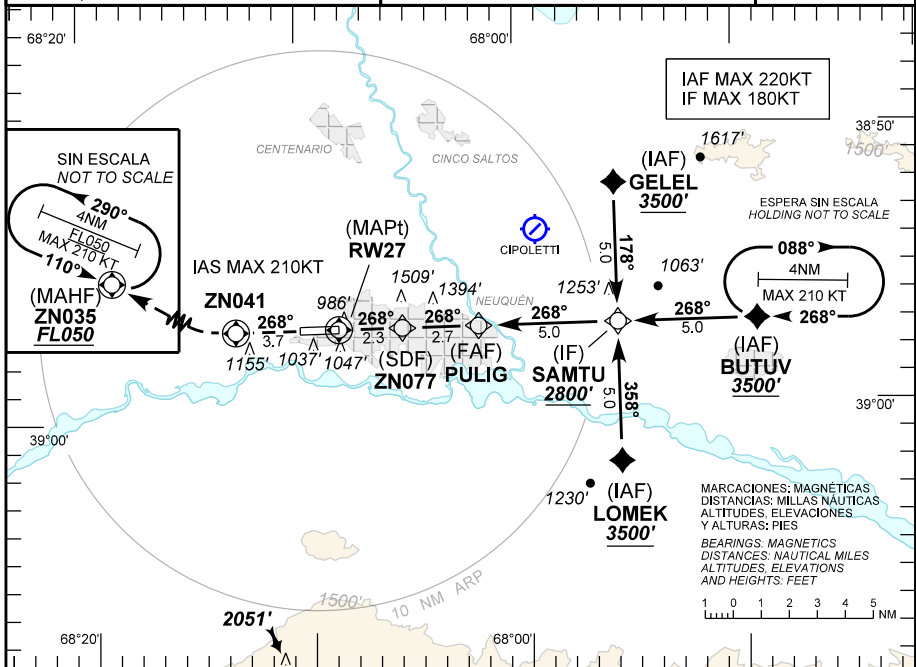 68°20'
68°00'
IAF MAX 220KT
IF MAX 180KT
38°50'
1617'
1500'
CENTENARIO
CINCO SALTOS
SIN ESCALA
NOT TO SCALE
290°
4NM
FL050
MAX 210 KT
110°
(MAHF)
ZN035
FL050
(IAF)
GELEL
3500'
ESPERA SIN ESCALA
HOLDING NOT TO SCALE
088°
4NM
MAX 210 KT
268°
CIPOLETTI
178°
5.0
1063'
1253'
(MAPt)
RW27
IAS MAX 210KT
1509'
1394'
986'
NEUQUÉN
ZN041
268°
3.7
268°
2.3
268°
2.7
268°
5.0
268°
5.0
1155'
1037'
1047'
(SDF)
ZN077
(FAF)
PULIG
(IF)
SAMTU
2800'
(IAF)
BUTUV
3500'
358°
5.0
39°00'
39°00'
1230'
(IAF)
LOMEK
3500'
MARCACIONES: MAGNÉTICAS
DISTANCIAS: MILLAS NÁUTICAS
ALTITUDES, ELEVACIONES
Y ALTURAS: PIES
BEARINGS: MAGNETICS
DISTANCES: NAUTICAL MILES
ALTITUDES, ELEVATIONS
AND HEIGHTS: FEET
1 0 1 2 3 4 5 NM
10 NM ARP
1500'
2051'
68°20'
68°00'